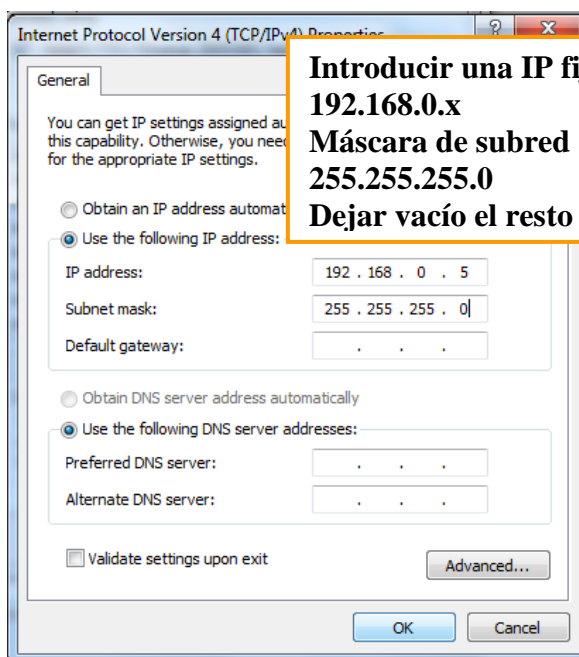 Internet Protocol Version 4 (TCP/IPv4) Properties
Introducir una IP
192.168.0.x
Máscara de subred
255.255.255.0
Dejar vacío el resto
General
You can get IP settings assigned
this capability. Otherwise, you need
for the appropriate IP settings.
Obtain an IP address
Use the following IP address:
IP address: 192 . 168 . 0 . 5
Subnet mask: 255 . 255 . 255 . 0
Default gateway: . . .
Obtain DNS server address automatically
Use the following DNS server addresses:
Preferred DNS server: . . .
Alternate DNS server: . . .
Validate settings upon exit
Advanced...
OK
Cancel